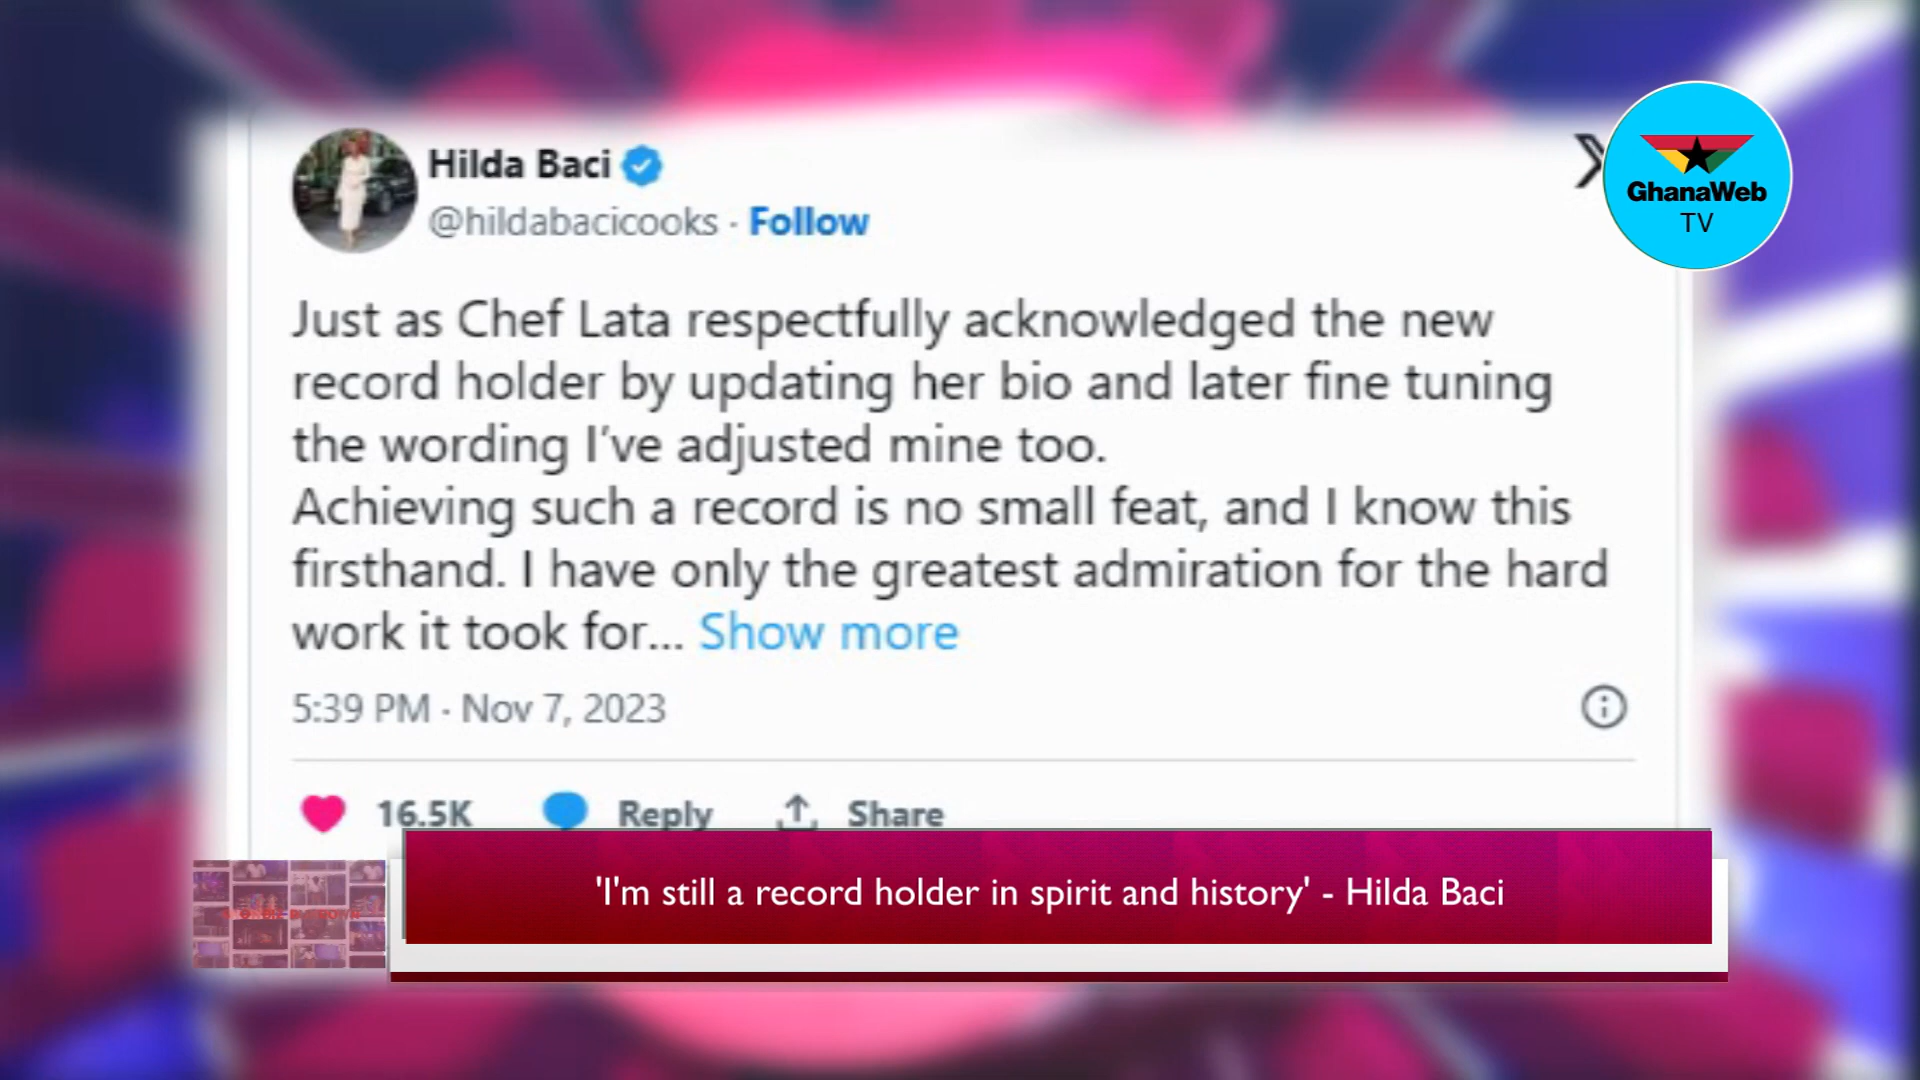 Hilda Baci
@hildabacicooks · Follow
GhanaWeb
TV
Just as Chef Lata respectfully acknowledged the new
record holder by updating her bio and later fine tuning
the wording I've adjusted mine too.
Achieving such a record is no small feat, and I know this
firsthand. I have only the greatest admiration for the hard
work it took for... Show more
5:39 PM · Nov 7, 2023
16.5K Reply Share
'I'm still a record holder in spirit and history' - Hilda Baci